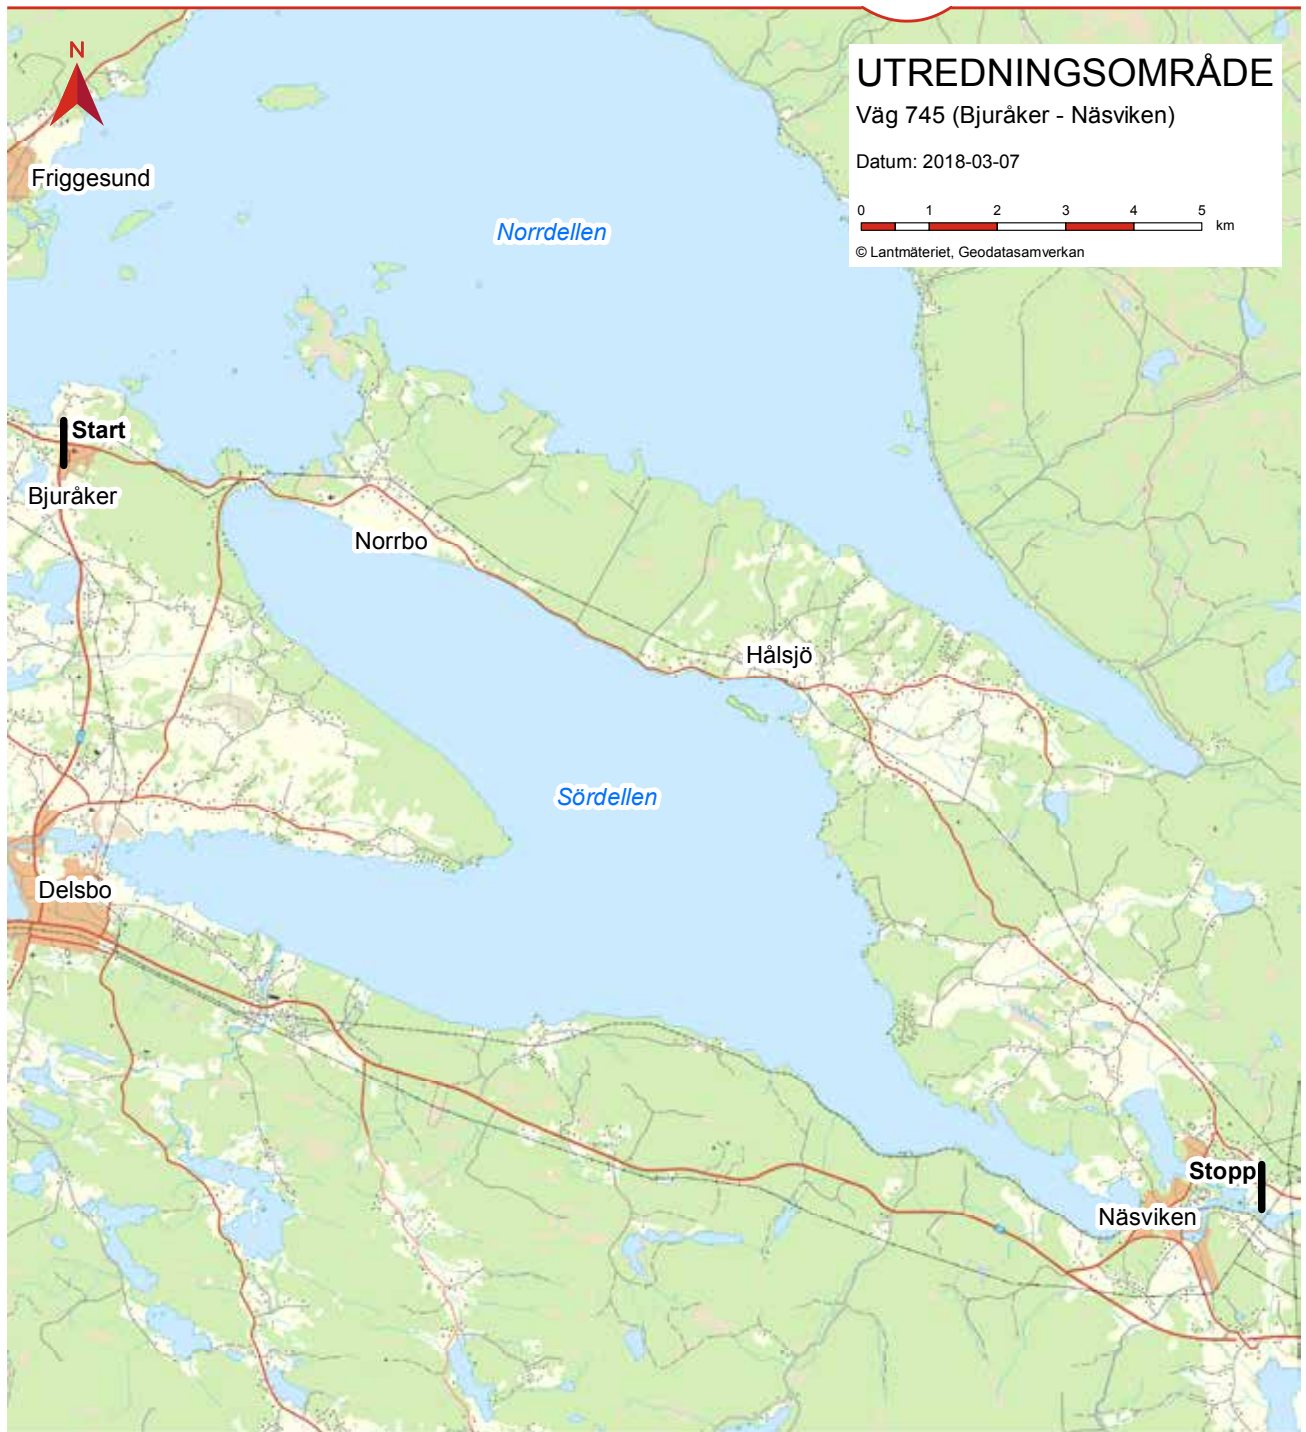 N
UTREDNINGSOMRÅDE
Väg 745 (Bjuråker - Näsviken)
Datum: 2018-03-07
0 1 2 3 4 5
km
© Lantmäteriet, Geodatasamverkan
Friggesund
Norrdellen
Start
Bjuråker
Norrbo
Hålsjö
Sördellen
Delsbo
Stopp
Näsviken